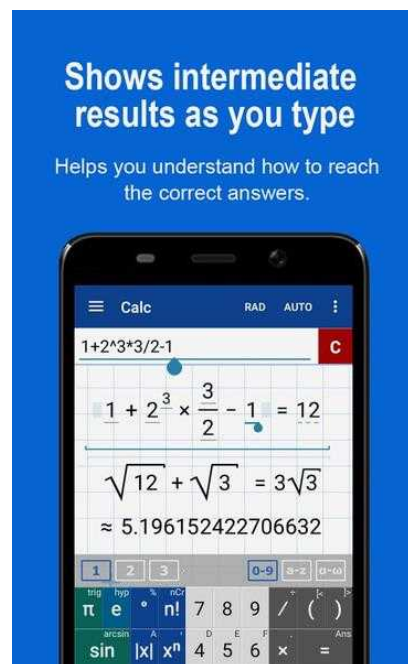 Shows intermediate
results as you type
Helps you understand how to reach
the correct answers.
Calc RAD AUTO
1+2^3*3/2-1 C
1 + 2³ × 3/2 − 1 = 12
√12 + √3 = 3√3
≈ 5.196152422706632
1 2 3 0-9 a-z α-ω
trig hyp % nCr ÷ [< >
π e ° n! 7 8 9 / ( )
arcsin A ' D E F . Ans
sin |x| xⁿ 4 5 6 × =